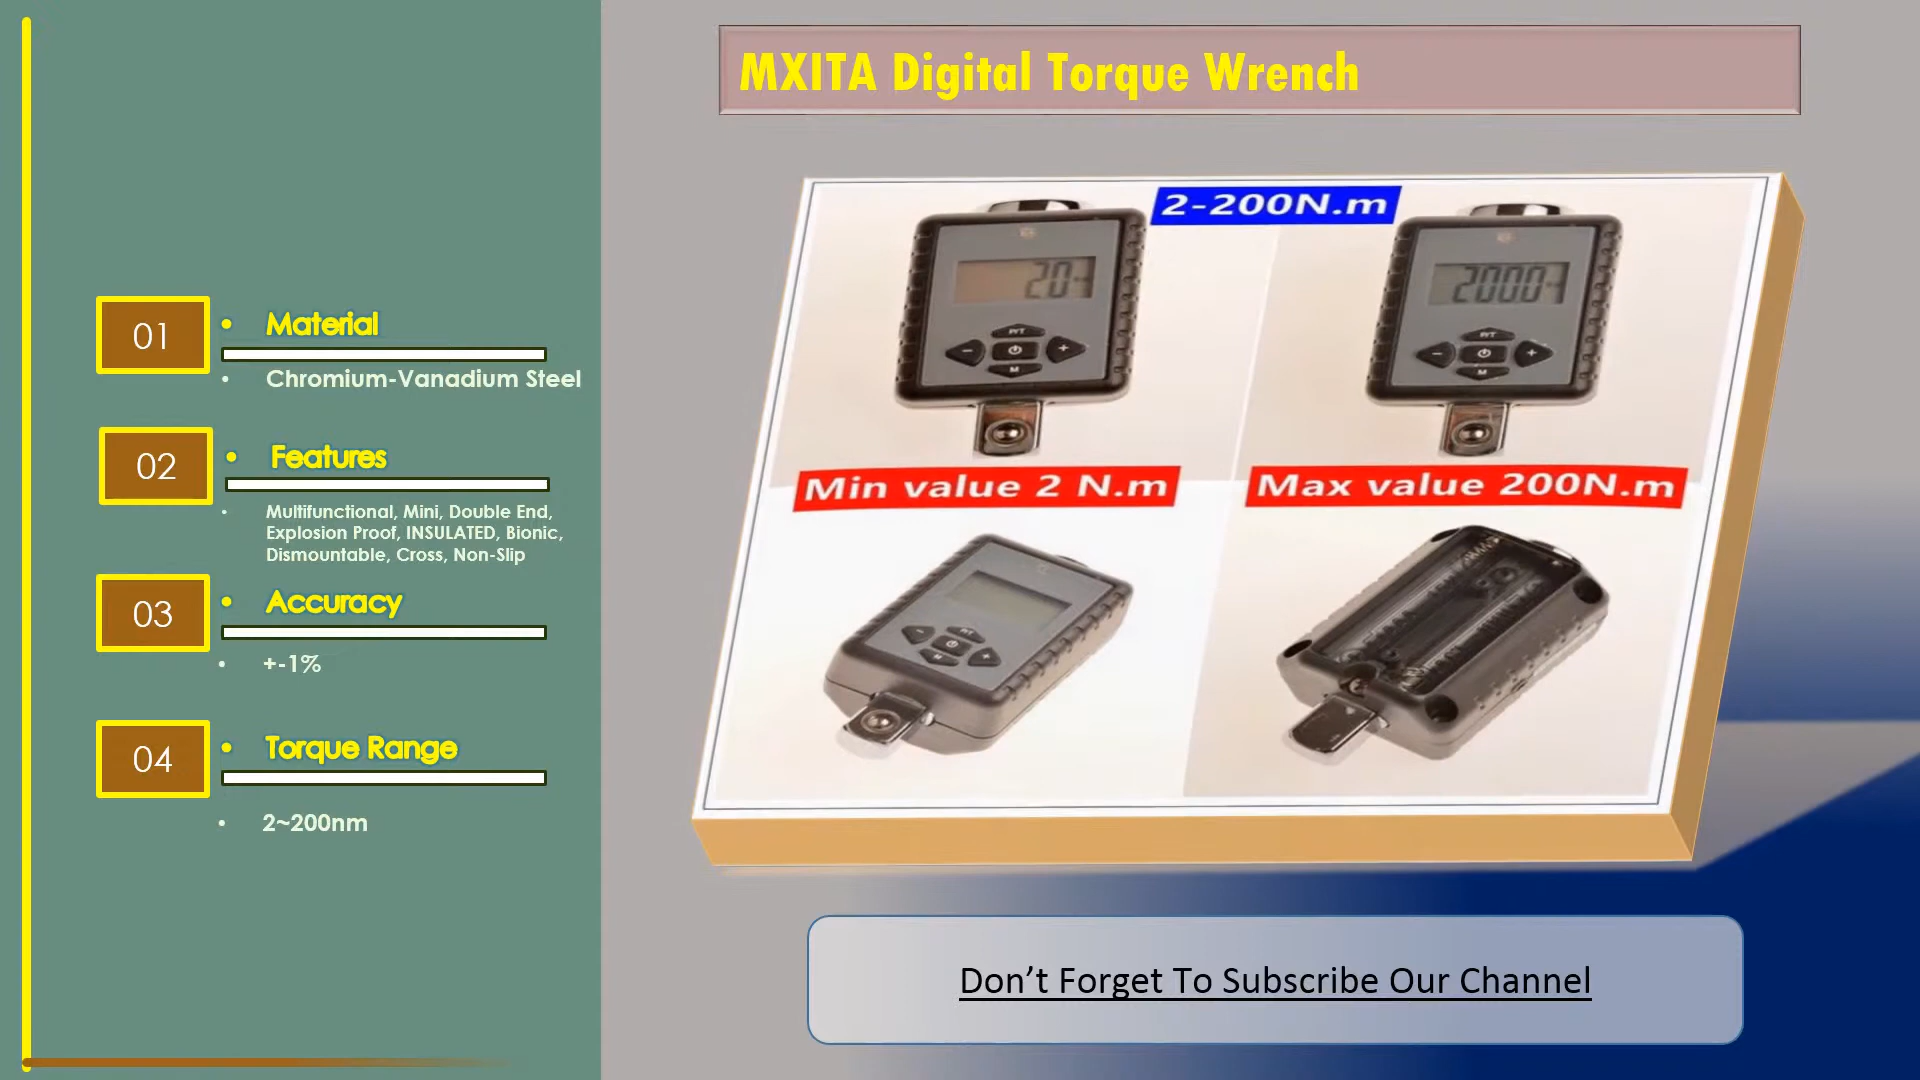 MXITA Digital Torque Wrench
01
• Material
• Chromium-Vanadium Steel
02
• Features
• Multifunctional, Mini, Double End,
Explosion Proof, INSULATED, Bionic,
Dismountable, Cross, Non-Slip
03
• Accuracy
• +-1%
04
• Torque Range
• 2~200nm
2-200N.m
20
P/T
- +
M
2000
P/T
- +
M
Min value 2 N.m
Max value 200N.m
P/T
- +
M
Don’t Forget To Subscribe Our Channel